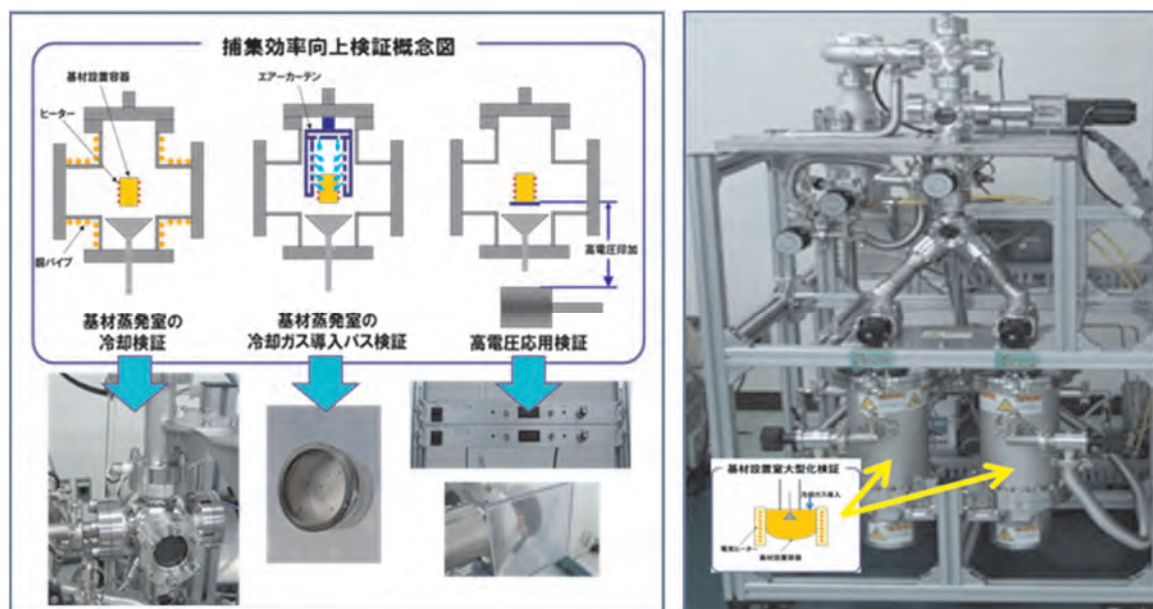 捕集効率向上検証概念図
基材設置容器
ヒーター
エアーカーテン
銅パイプ
高電圧印加
基材蒸発室の
冷却検証
基材蒸発室の
冷却ガス導入パス検証
高電圧応用検証
基材設置室大型化検証
冷却ガス導入
電気ヒーター
基材設置容器